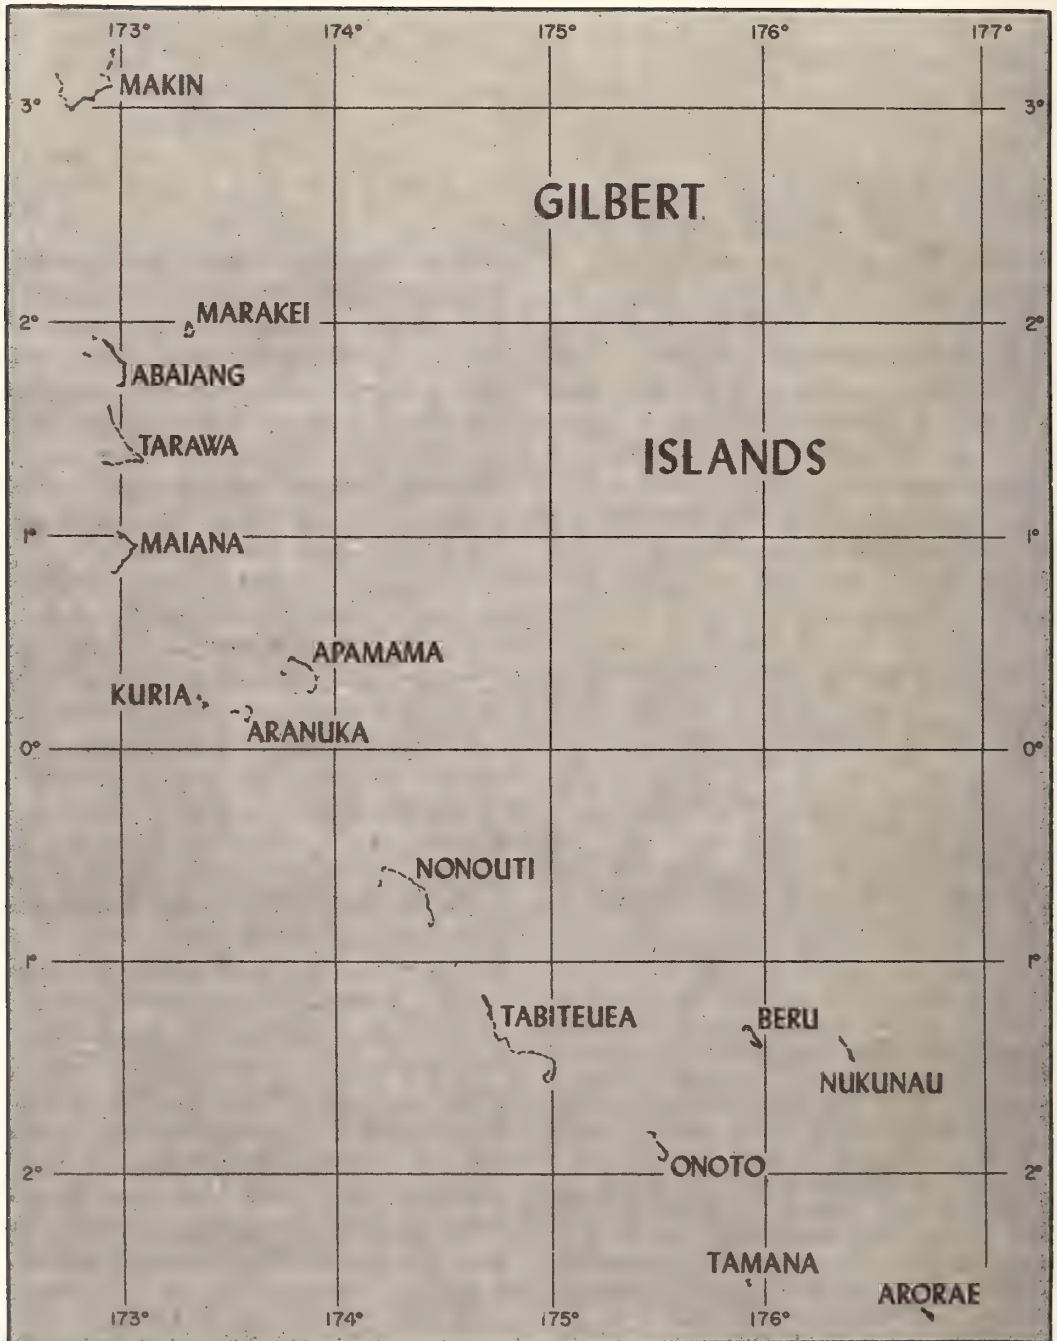 173° 174° 175° 176° 177°
MAKIN
3° 3°
GILBERT
MARAKEI
2° 2°
ABAIANG
TARAWA
ISLANDS
1° 1°
MAIANA
APAMAMA
KURIA
ARANUKA
0° 0°
NONOUTI
1° 1°
TABITEUEA
BERU
NUKUNAU
ONOTO
2° 2°
TAMANA
ARORAE
173° 174° 175° 176°